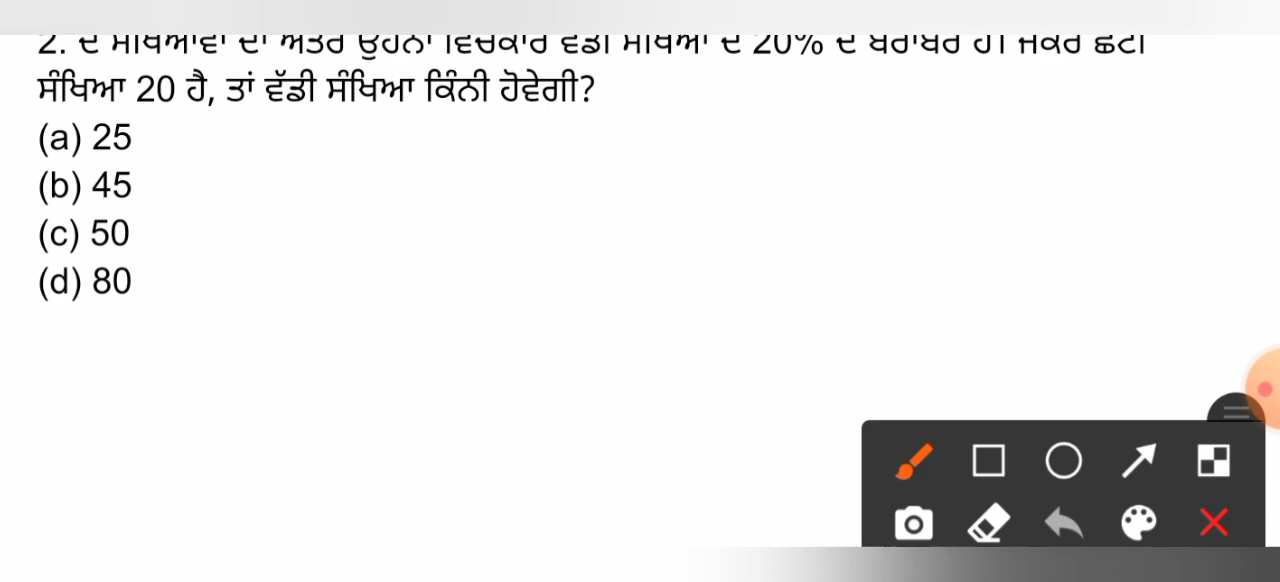 2. ਦੋ ਸੰਖਿਆਵਾਂ ਦਾ ਅੰਤਰ ਉਹਨਾਂ ਵਿਚਕਾਰ ਵੱਡੀ ਸੰਖਿਆ ਦੇ 20% ਦੇ ਬਰਾਬਰ ਹੈ। ਜੇਕਰ ਛੋਟੀ
ਸੰਖਿਆ 20 ਹੈ, ਤਾਂ ਵੱਡੀ ਸੰਖਿਆ ਕਿੰਨੀ ਹੋਵੇਗੀ?
(a) 25
(b) 45
(c) 50
(d) 80